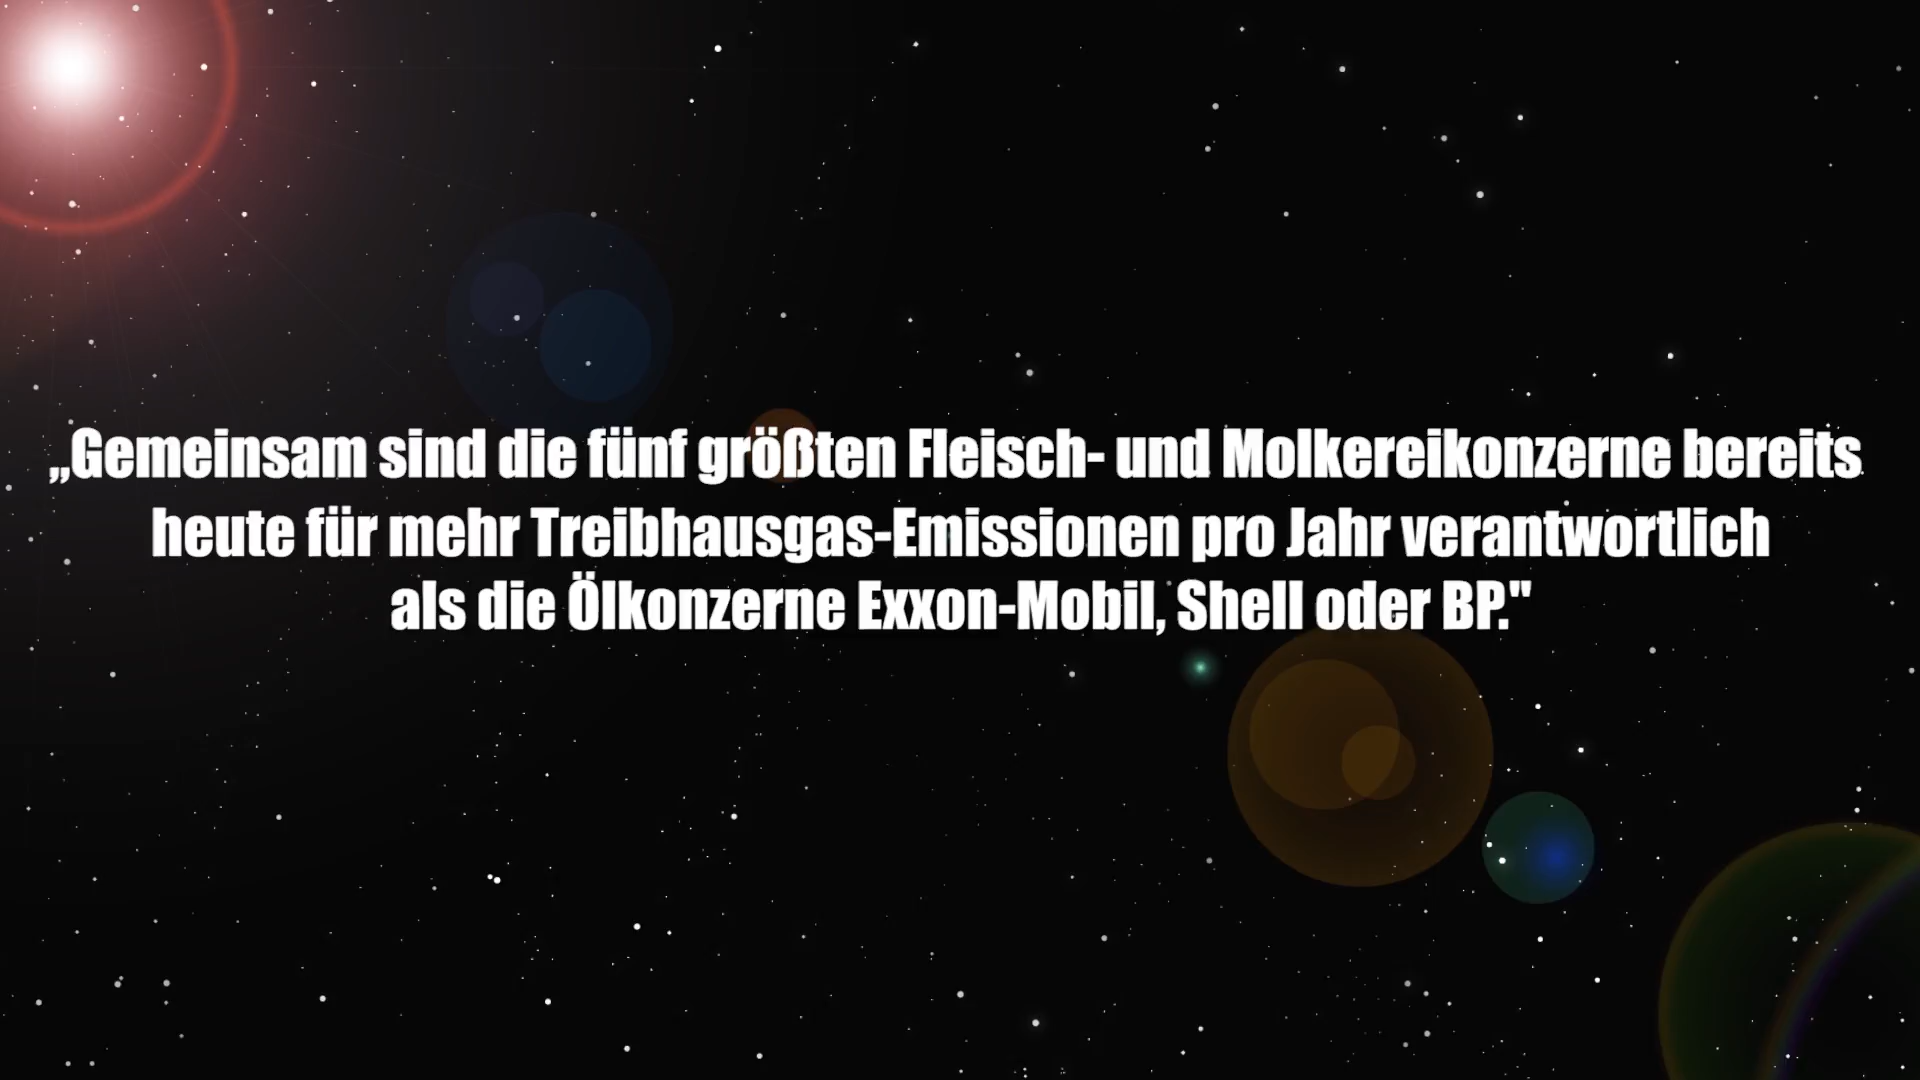 „Gemeinsam sind die fünf größten Fleisch- und Molkereikonzerne bereits
heute für mehr Treibhausgas-Emissionen pro Jahr verantwortlich
als die Ölkonzerne Exxon-Mobil, Shell oder BP."